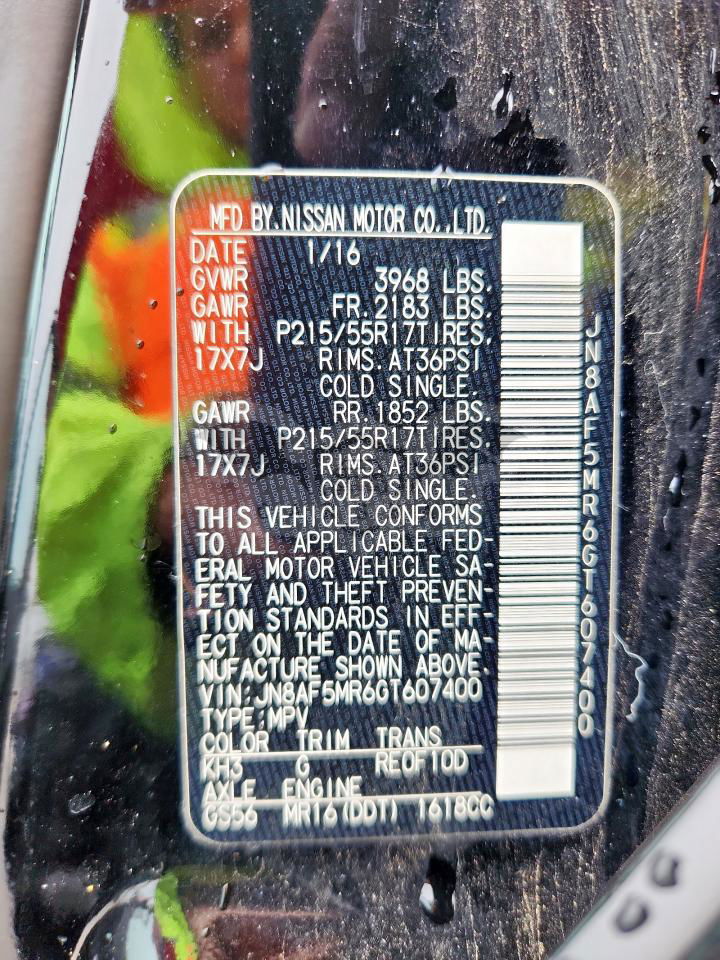 MFD BY.NISSAN MOTOR CO.,LTD.
DATE 1/16
GVWR 3968 LBS.
GAWR FR.2183 LBS.
WITH P215/55R17TIRES,
17X7J RIMS.AT36PSI
COLD SINGLE.
GAWR RR.1852 LBS.
WITH P215/55R17TIRES.
17X7J RIMS.AT36PSI
COLD SINGLE.
THIS VEHICLE CONFORMS
TO ALL APPLICABLE FED-
ERAL MOTOR VEHICLE SA-
FETY AND THEFT PREVEN-
TION STANDARDS IN EFF-
ECT ON THE DATE OF MA-
NUFACTURE SHOWN ABOVE.
VIN:JN8AF5MR6GT607400
TYPE:MPV
COLOR TRIM TRANS
KH3 G RE0F10D
AXLE ENGINE
GS56 MR16(DDT) 1618CC
JN8AF5MR6GT607400